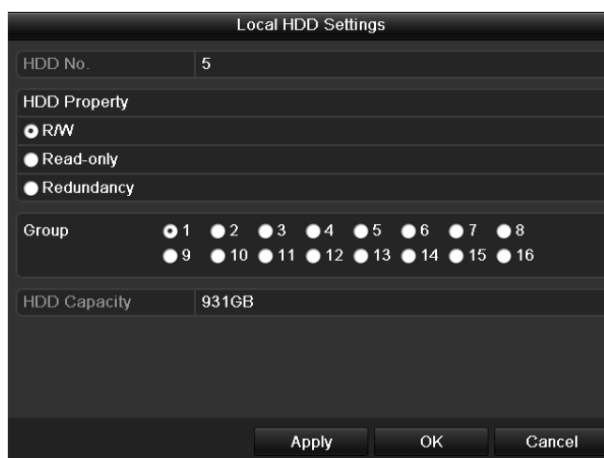 Local HDD Settings
HDD No. 5
HDD Property
R/W
Read-only
Redundancy
Group 1 2 3 4 5 6 7 8
9 10 11 12 13 14 15 16
HDD Capacity 931GB
Apply OK Cancel